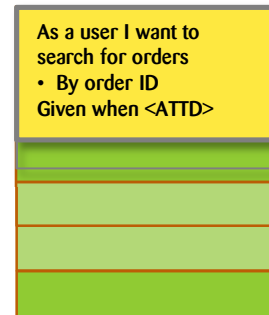 As a user I want to
search for orders
• By order ID
Given when <ATTD>